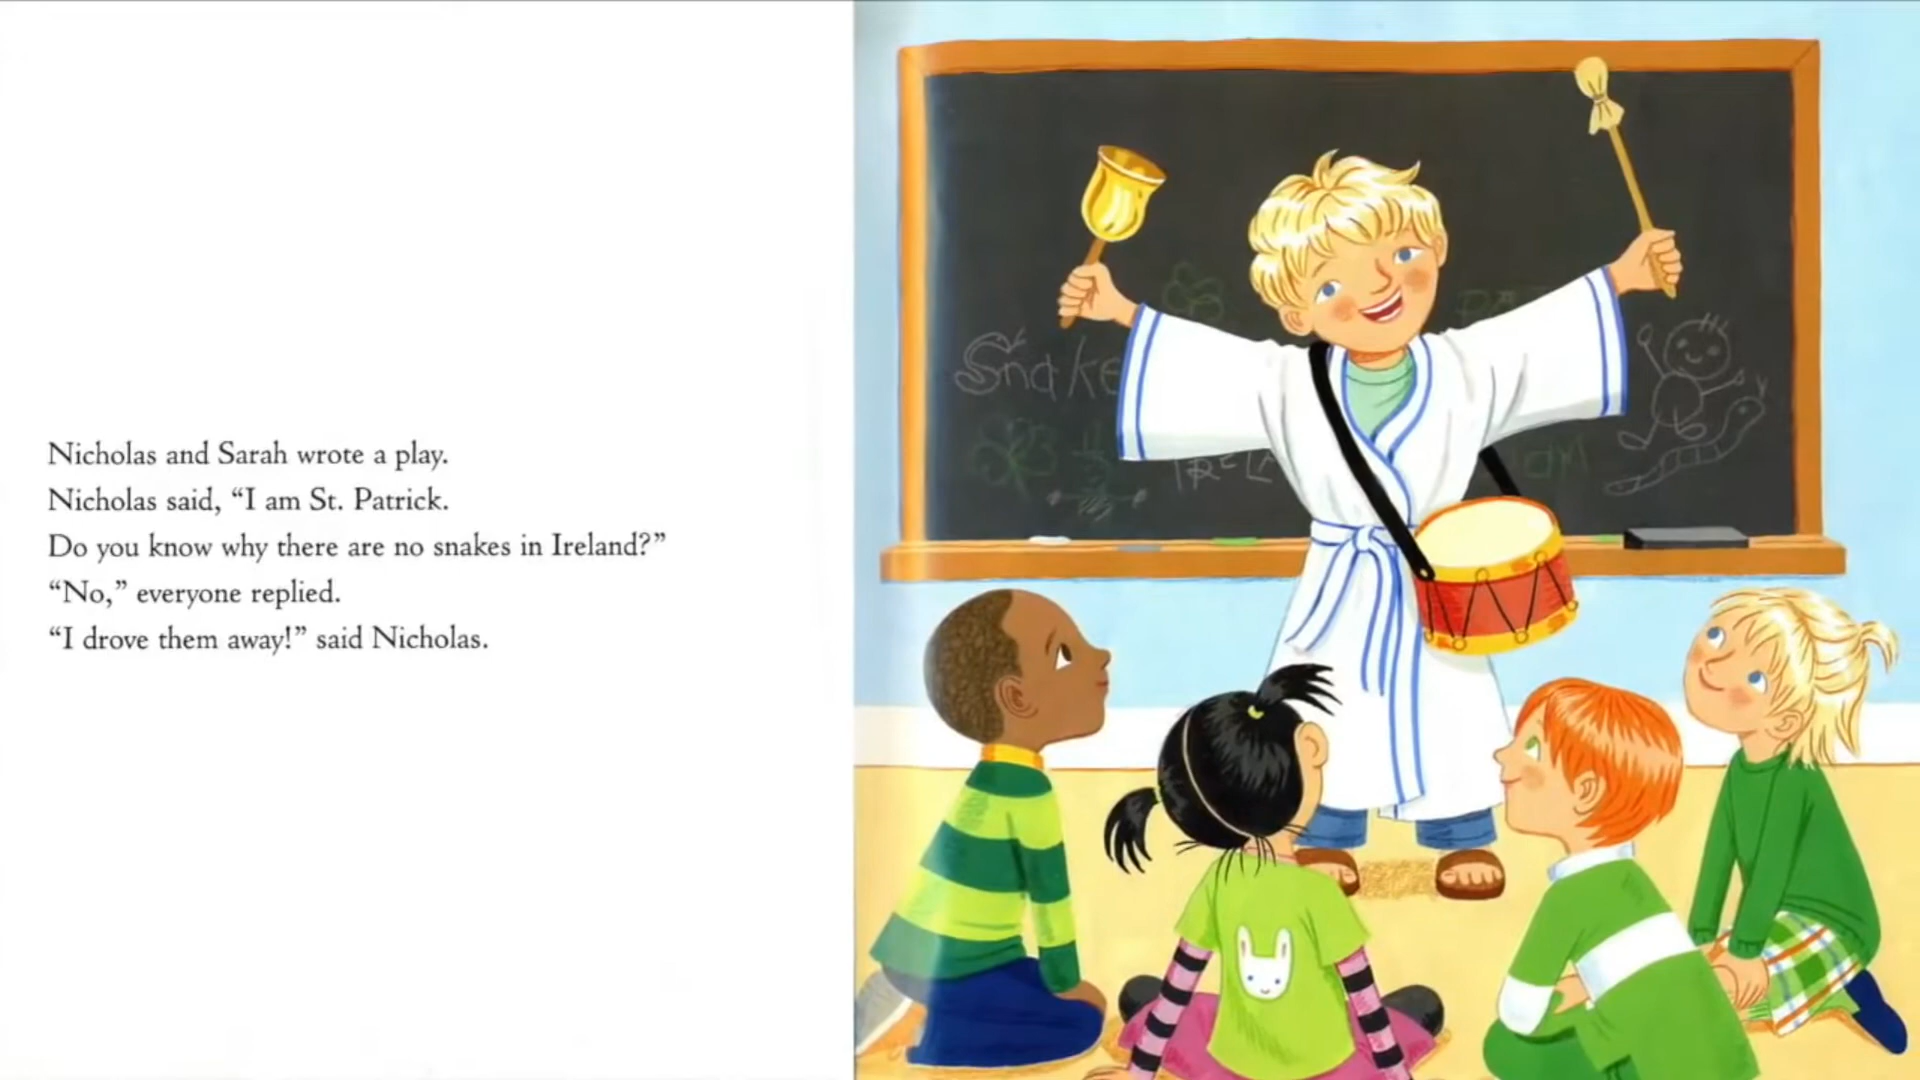 Nicholas and Sarah wrote a play.
Nicholas said, “I am St. Patrick.
Do you know why there are no snakes in Ireland?”
“No,” everyone replied.
“I drove them away!” said Nicholas.
Snake